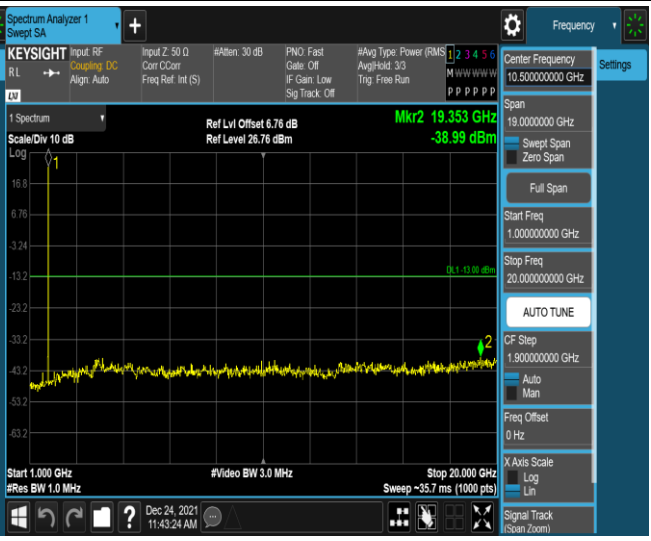 Spectrum Analyzer 1
Swept SA
Frequency
KEYSIGHT
Input: RF
Coupling: DC
Align: Auto
Input Z: 50 Ω
Corr CCorr
Freq Ref: Int (S)
#Atten: 30 dB
PNO: Fast
Gate: Off
IF Gain: Low
Sig Track: Off
#Avg Type: Power (RMS
Avg|Hold: 3/3
Trig: Free Run
1 2 3 4 5 6
M W W W W W
P P P P P P
R L
LXI
1 Spectrum
Scale/Div 10 dB
Ref Lvl Offset 6.76 dB
Ref Level 26.76 dBm
Mkr2 19.353 GHz
-38.99 dBm
Log
1
16.8
6.76
-3.24
DL1 -13.00 dBm
-13.2
-23.2
-33.2
2
-43.2
-53.2
-63.2
Start 1.000 GHz
#Video BW 3.0 MHz
Stop 20.000 GHz
#Res BW 1.0 MHz
Sweep ~35.7 ms (1000 pts)
Dec 24, 2021
11:43:24 AM
Center Frequency
10.500000000 GHz
Settings
Span
19.0000000 GHz
Swept Span
Zero Span
Full Span
Start Freq
1.000000000 GHz
Stop Freq
20.000000000 GHz
AUTO TUNE
CF Step
1.900000000 GHz
Auto
Man
Freq Offset
0 Hz
X Axis Scale
Log
Lin
Signal Track
(Span Zoom)